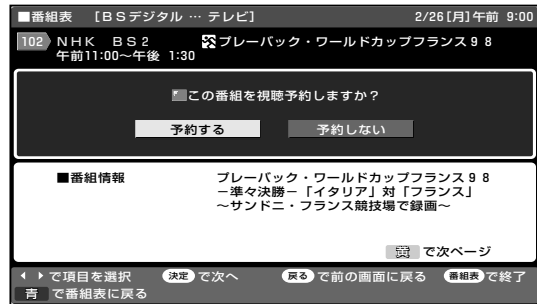 ■番組表 [BSデジタル … テレビ] 2/26[月]午前 9:00
102 NHK BS2 プレーバック・ワールドカップフランス98
午前11:00~午後 1:30
この番組を視聴予約しますか?
予約する 予約しない
■番組情報 プレーバック・ワールドカップフランス98
-準々決勝-「イタリア」対「フランス」
~サンドニ・フランス競技場で録画~
黄 で次ページ
で項目を選択 決定 で次へ 戻る で前の画面に戻る 番組表 で終了
青 で番組表に戻る